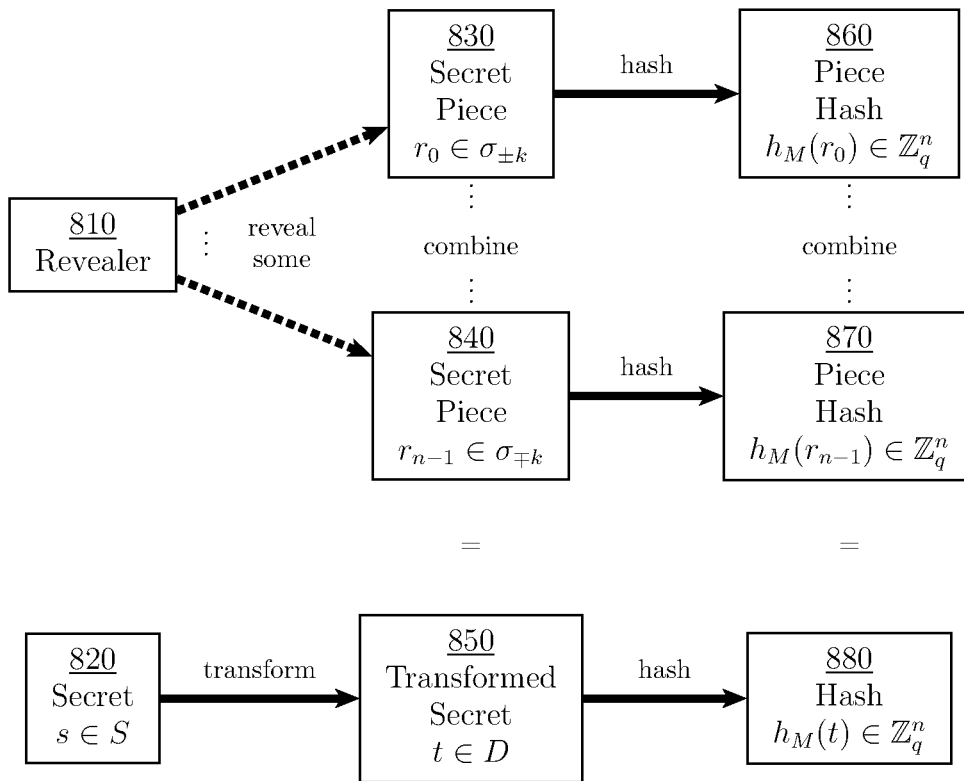 830
Secret
Piece
r_0 ∈ σ_{±k}
hash
860
Piece
Hash
h_M(r_0) ∈ ℤ_q^n
810
Revealer
⋮
reveal
some
⋮
combine
⋮
⋮
combine
⋮
840
Secret
Piece
r_{n−1} ∈ σ_{∓k}
hash
870
Piece
Hash
h_M(r_{n−1}) ∈ ℤ_q^n
=
=
820
Secret
s ∈ S
transform
850
Transformed
Secret
t ∈ D
hash
880
Hash
h_M(t) ∈ ℤ_q^n